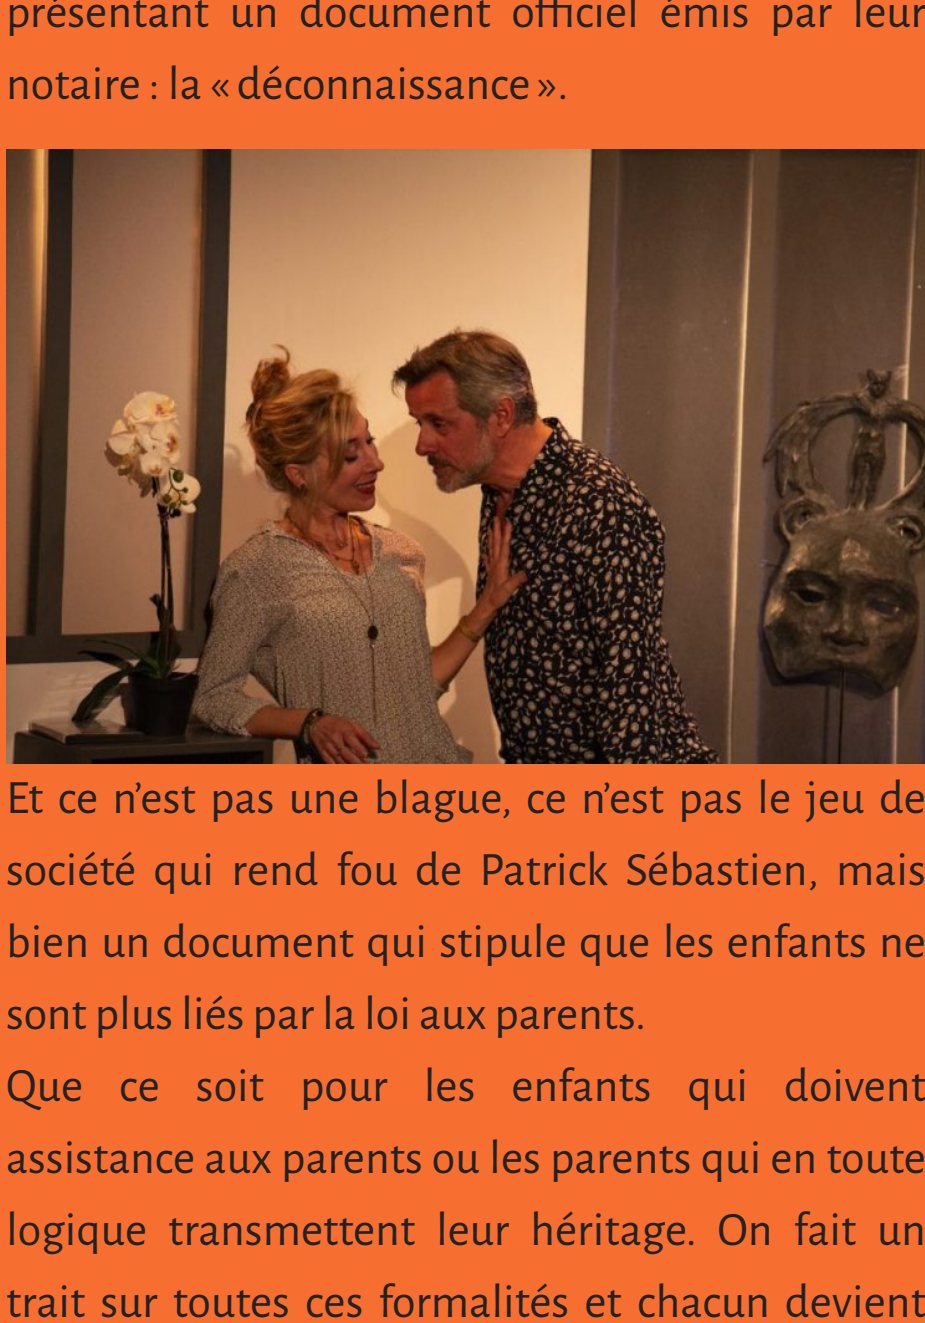 présentant un document officiel émis par leur
notaire : la « déconnaissance ».
Et ce n’est pas une blague, ce n’est pas le jeu de
société qui rend fou de Patrick Sébastien, mais
bien un document qui stipule que les enfants ne
sont plus liés par la loi aux parents.
Que ce soit pour les enfants qui doivent
assistance aux parents ou les parents qui en toute
logique transmettent leur héritage. On fait un
trait sur toutes ces formalités et chacun devient